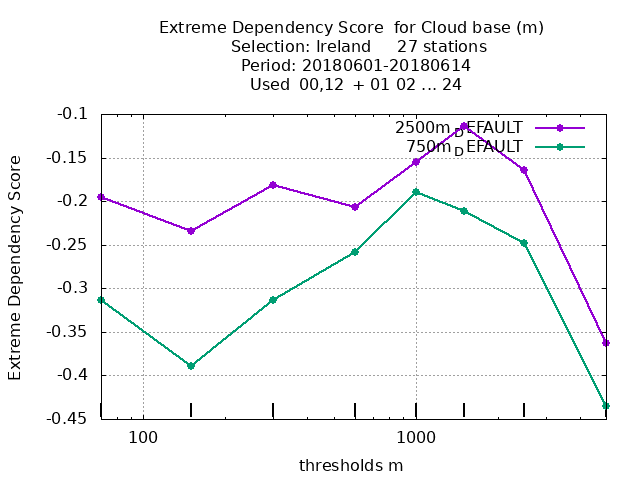 Extreme Dependency Score  for Cloud base (m)
Selection: Ireland     27 stations
Period: 20180601-20180614
Used  00,12  + 01 02 ... 24
2500m_DEFAULT
750m_DEFAULT
Extreme Dependency Score
-0.1
-0.15
-0.2
-0.25
-0.3
-0.35
-0.4
-0.45
100 1000
thresholds m